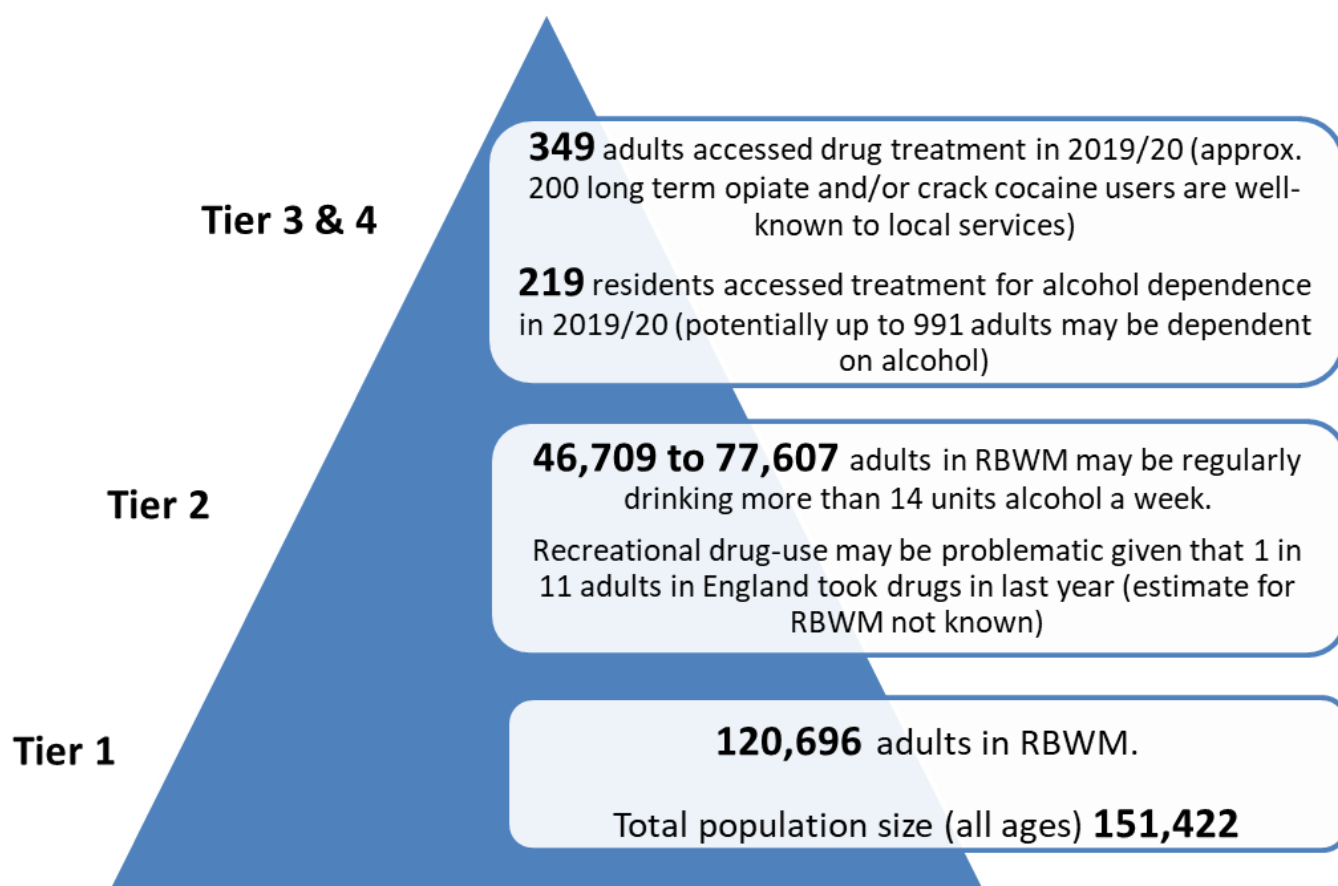 Tier 3 & 4
349 adults accessed drug treatment in 2019/20 (approx.
200 long term opiate and/or crack cocaine users are well-
known to local services)
219 residents accessed treatment for alcohol dependence
in 2019/20 (potentially up to 991 adults may be dependent
on alcohol)
Tier 2
46,709 to 77,607 adults in RBWM may be regularly
drinking more than 14 units alcohol a week.
Recreational drug-use may be problematic given that 1 in
11 adults in England took drugs in last year (estimate for
RBWM not known)
Tier 1
120,696 adults in RBWM.
Total population size (all ages) 151,422